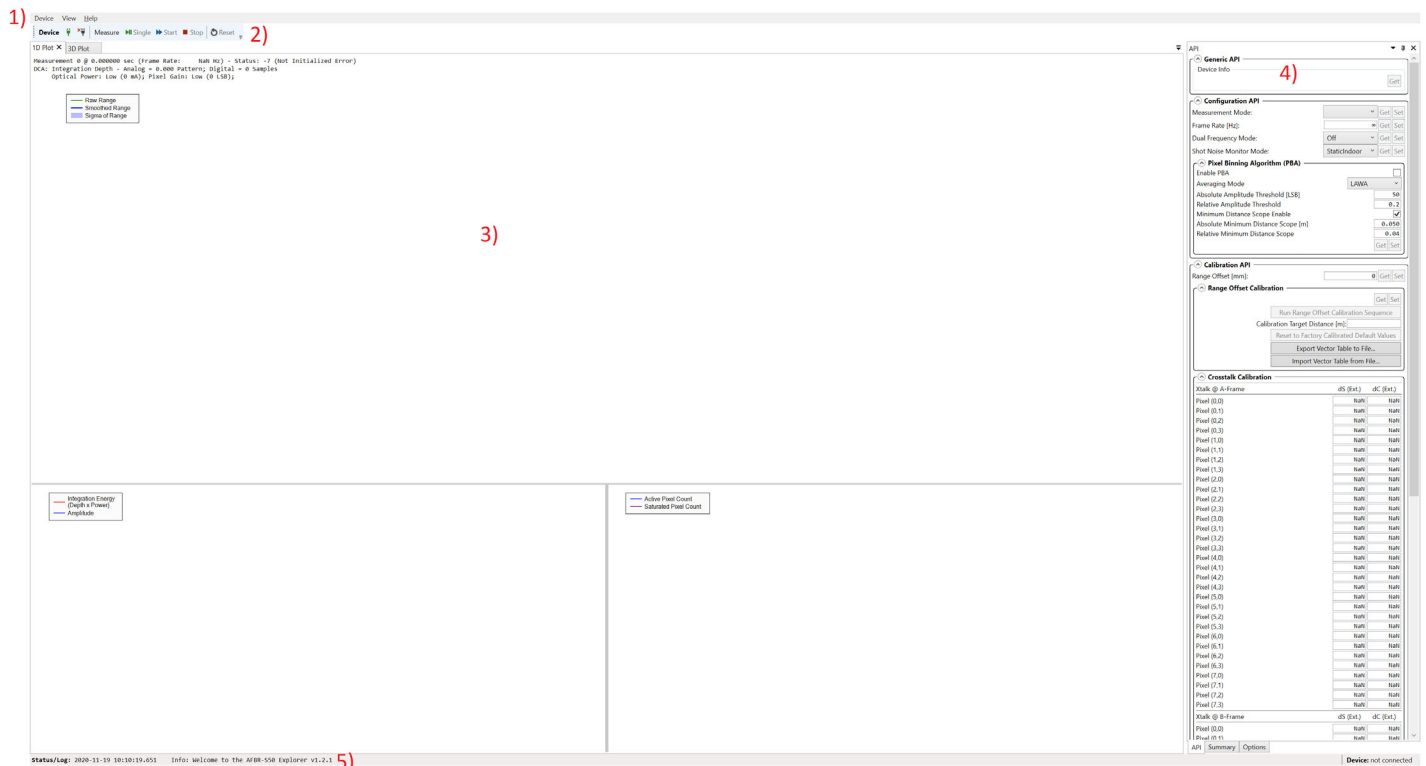 1)
Device View Help
Device Measure Single Start Stop Reset
2)
1D Plot X 3D Plot
Measurement 0 @ 0.000000 sec (Frame Rate: NaN Hz) - Status: -7 (Not Initialized Error)
DCA: Integration Depth - Analog = 0.000 Pattern; Digital = 0 Samples
Optical Power: Low (0 mA); Pixel Gain: Low (0 LSB);
Raw Range
Smoothed Range
Sigma of Range
3)
Integration Energy
(Depth x Power)
Amplitude
Active Pixel Count
Saturated Pixel Count
API
Generic API
Device Info
4)
Get
Configuration API
Measurement Mode: Get Set
Frame Rate [Hz]: Get Set
Dual Frequency Mode: Off Get Set
Shot Noise Monitor Mode: StaticIndoor Get Set
Pixel Binning Algorithm (PBA)
Enable PBA
Averaging Mode LAWA
Absolute Amplitude Threshold [LSB] 50
Relative Amplitude Threshold 0.2
Minimum Distance Scope Enable
Absolute Minimum Distance Scope [m] 0.050
Relative Minimum Distance Scope 0.04
Get Set
Calibration API
Range Offset [mm]: 0 Get Set
Range Offset Calibration
Get Set
Run Range Offset Calibration Sequence
Calibration Target Distance [m]:
Reset to Factory Calibrated Default Values
Export Vector Table to File...
Import Vector Table from File...
Crosstalk Calibration
Xtalk @ A-Frame dS (Ext.) dC (Ext.)
Pixel (0,0) NaN NaN
Pixel (0,1) NaN NaN
Pixel (0,2) NaN NaN
Pixel (0,3) NaN NaN
Pixel (1,0) NaN NaN
Pixel (1,1) NaN NaN
Pixel (1,2) NaN NaN
Pixel (1,3) NaN NaN
Pixel (2,0) NaN NaN
Pixel (2,1) NaN NaN
Pixel (2,2) NaN NaN
Pixel (2,3) NaN NaN
Pixel (3,0) NaN NaN
Pixel (3,1) NaN NaN
Pixel (3,2) NaN NaN
Pixel (3,3) NaN NaN
Pixel (4,0) NaN NaN
Pixel (4,1) NaN NaN
Pixel (4,2) NaN NaN
Pixel (4,3) NaN NaN
Pixel (5,0) NaN NaN
Pixel (5,1) NaN NaN
Pixel (5,2) NaN NaN
Pixel (5,3) NaN NaN
Pixel (6,0) NaN NaN
Pixel (6,1) NaN NaN
Pixel (6,2) NaN NaN
Pixel (6,3) NaN NaN
Pixel (7,0) NaN NaN
Pixel (7,1) NaN NaN
Pixel (7,2) NaN NaN
Pixel (7,3) NaN NaN
Xtalk @ B-Frame dS (Ext.) dC (Ext.)
Pixel (0,0) NaN NaN
Pixel (0,1) NaN NaN
API Summary Options
Status/Log: 2020-11-19 10:10:19.651 Info: Welcome to the AFBR-S50 Explorer v1.2.1
5)
Device: not connected